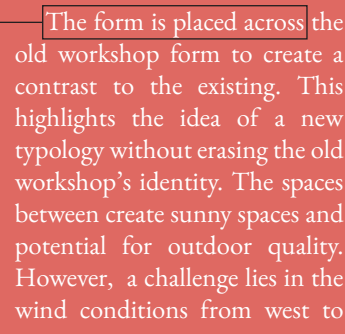 The form is placed across the
old workshop form to create a
contrast to the existing. This
highlights the idea of a new
typology without erasing the old
workshop's identity. The spaces
between create sunny spaces and
potential for outdoor quality.
However, a challenge lies in the
wind conditions from west to